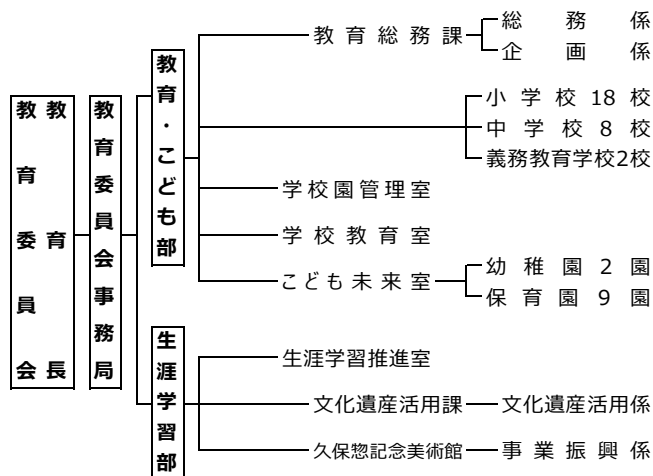 教育委員会
教育長
教育委員会事務局
教育・こども部
教育総務課
総務係
企画係
小学校18校
中学校8校
義務教育学校2校
学校園管理室
学校教育室
こども未来室
幼稚園2園
保育園9園
生涯学習部
生涯学習推進室
文化遺産活用課
文化遺産活用係
久保惣記念美術館
事業振興係